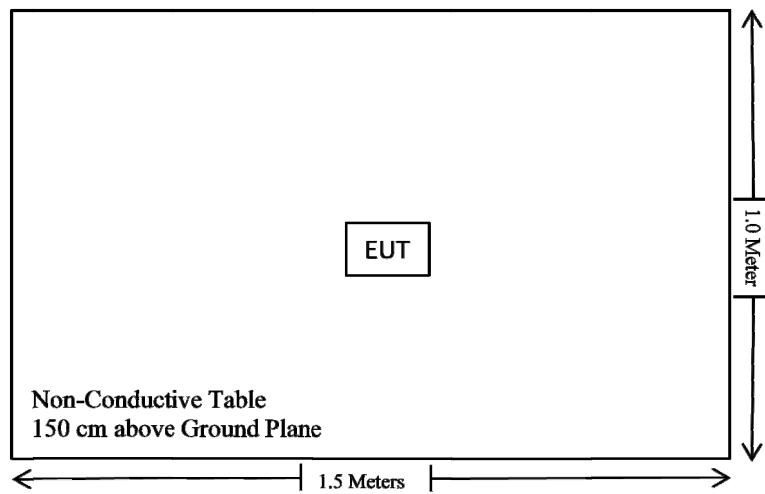 EUT
1.0 Meter
Non-Conductive Table
150 cm above Ground Plane
1.5 Meters